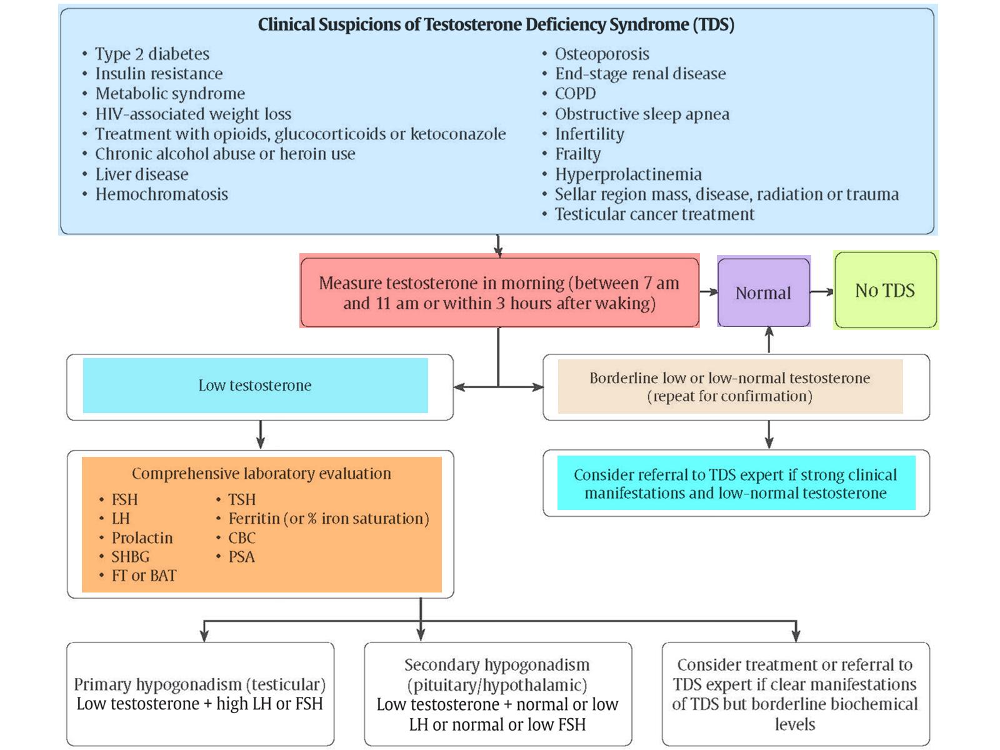 Clinical Suspicions of Testosterone Deficiency Syndrome (TDS)
• Type 2 diabetes
• Insulin resistance
• Metabolic syndrome
• HIV-associated weight loss
• Treatment with opioids, glucocorticoids or ketoconazole
• Chronic alcohol abuse or heroin use
• Liver disease
• Hemochromatosis
• Osteoporosis
• End-stage renal disease
• COPD
• Obstructive sleep apnea
• Infertility
• Frailty
• Hyperprolactinemia
• Sellar region mass, disease, radiation or trauma
• Testicular cancer treatment
Measure testosterone in morning (between 7 am
and 11 am or within 3 hours after waking)
Normal
No TDS
Low testosterone
Borderline low or low-normal testosterone
(repeat for confirmation)
Comprehensive laboratory evaluation
• FSH
• LH
• Prolactin
• SHBG
• FT or BAT
• TSH
• Ferritin (or % iron saturation)
• CBC
• PSA
Consider referral to TDS expert if strong clinical
manifestations and low-normal testosterone
Primary hypogonadism (testicular)
Low testosterone + high LH or FSH
Secondary hypogonadism
(pituitary/hypothalamic)
Low testosterone + normal or low
LH or normal or low FSH
Consider treatment or referral to
TDS expert if clear manifestations
of TDS but borderline biochemical
levels